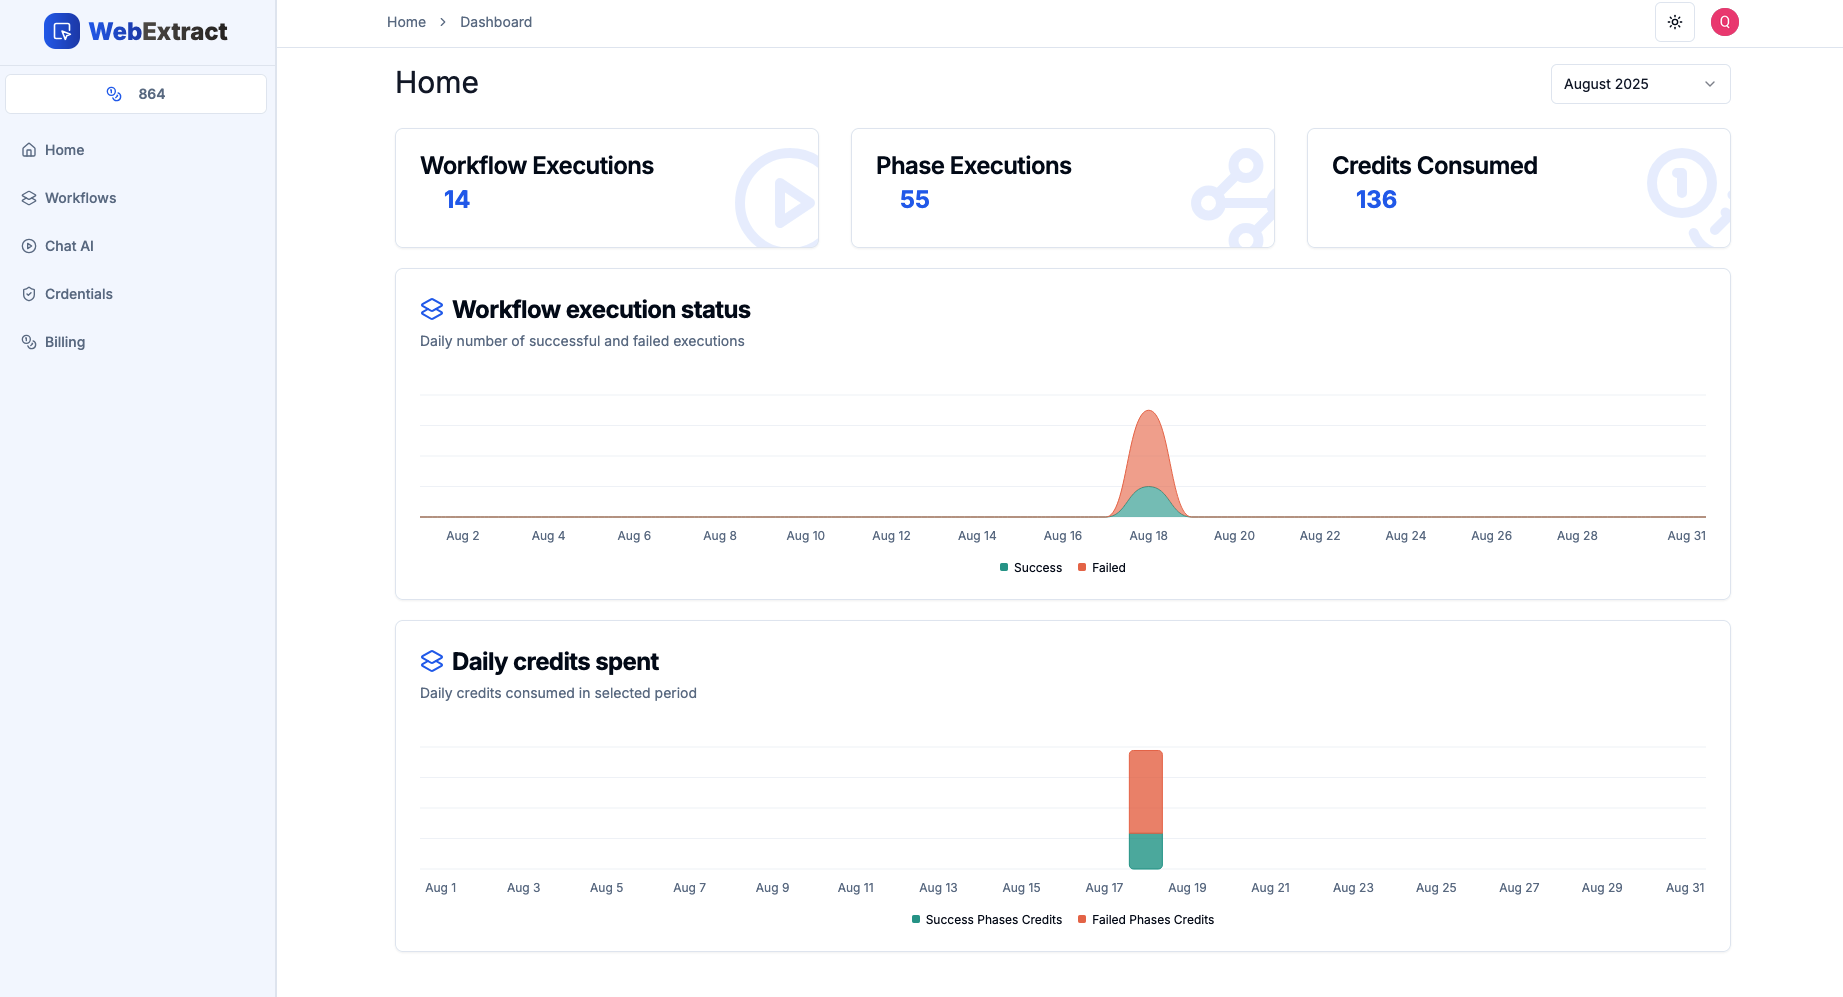 WebExtract
864
Home
Workflows
Chat AI
Crdentials
Billing
Home > Dashboard
Q
Home
August 2025
Workflow Executions
14
Phase Executions
55
Credits Consumed
136
Workflow execution status
Daily number of successful and failed executions
Aug 2 Aug 4 Aug 6 Aug 8 Aug 10 Aug 12 Aug 14 Aug 16 Aug 18 Aug 20 Aug 22 Aug 24 Aug 26 Aug 28 Aug 31
Success Failed
Daily credits spent
Daily credits consumed in selected period
Aug 1 Aug 3 Aug 5 Aug 7 Aug 9 Aug 11 Aug 13 Aug 15 Aug 17 Aug 19 Aug 21 Aug 23 Aug 25 Aug 27 Aug 29 Aug 31
Success Phases Credits Failed Phases Credits